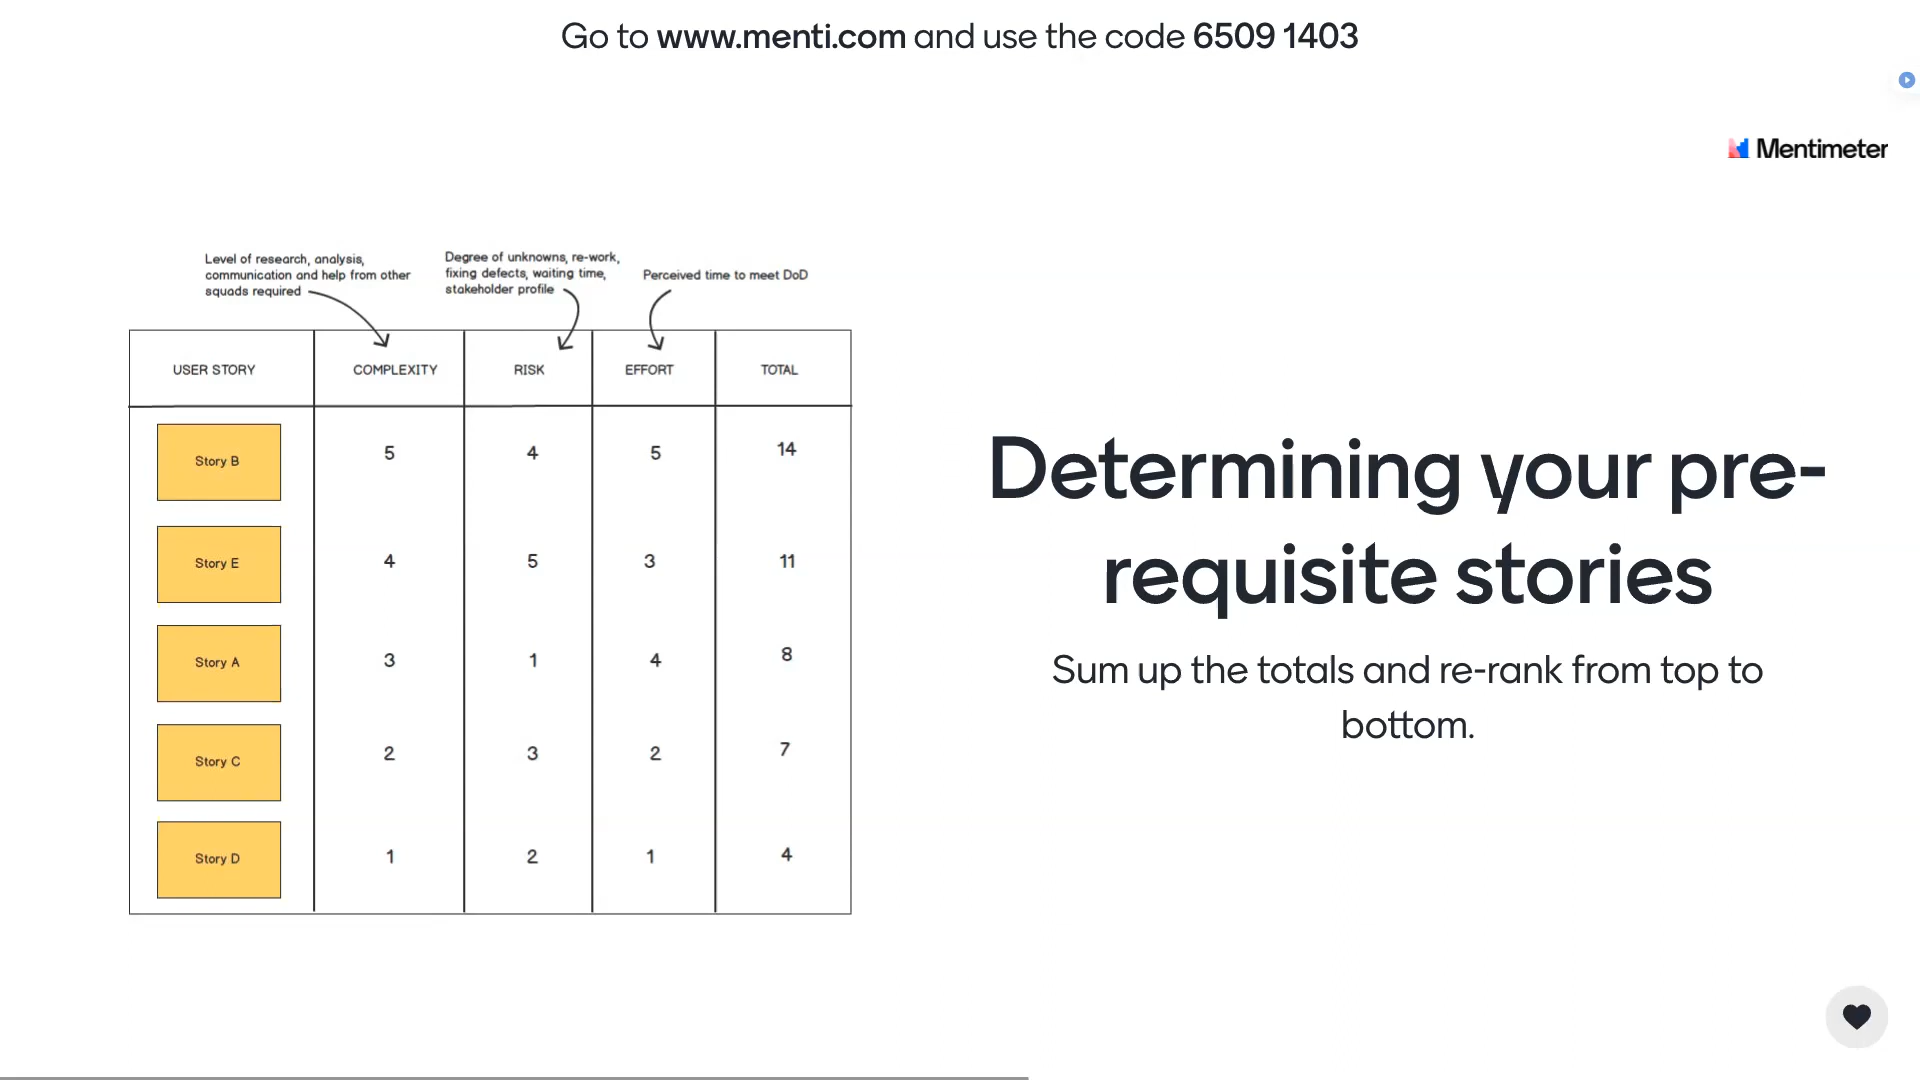 Go to www.menti.com and use the code 6509 1403
Mentimeter
Level of research, analysis,
communication and help from other
squads required
Degree of unknowns, re-work,
fixing defects, waiting time,
stakeholder profile
Perceived time to meet DoD
USER STORY COMPLEXITY RISK EFFORT TOTAL
Story B 5 4 5 14
Story E 4 5 3 11
Story A 3 1 4 8
Story C 2 3 2 7
Story D 1 2 1 4
Determining your pre-
requisite stories
Sum up the totals and re-rank from top to
bottom.